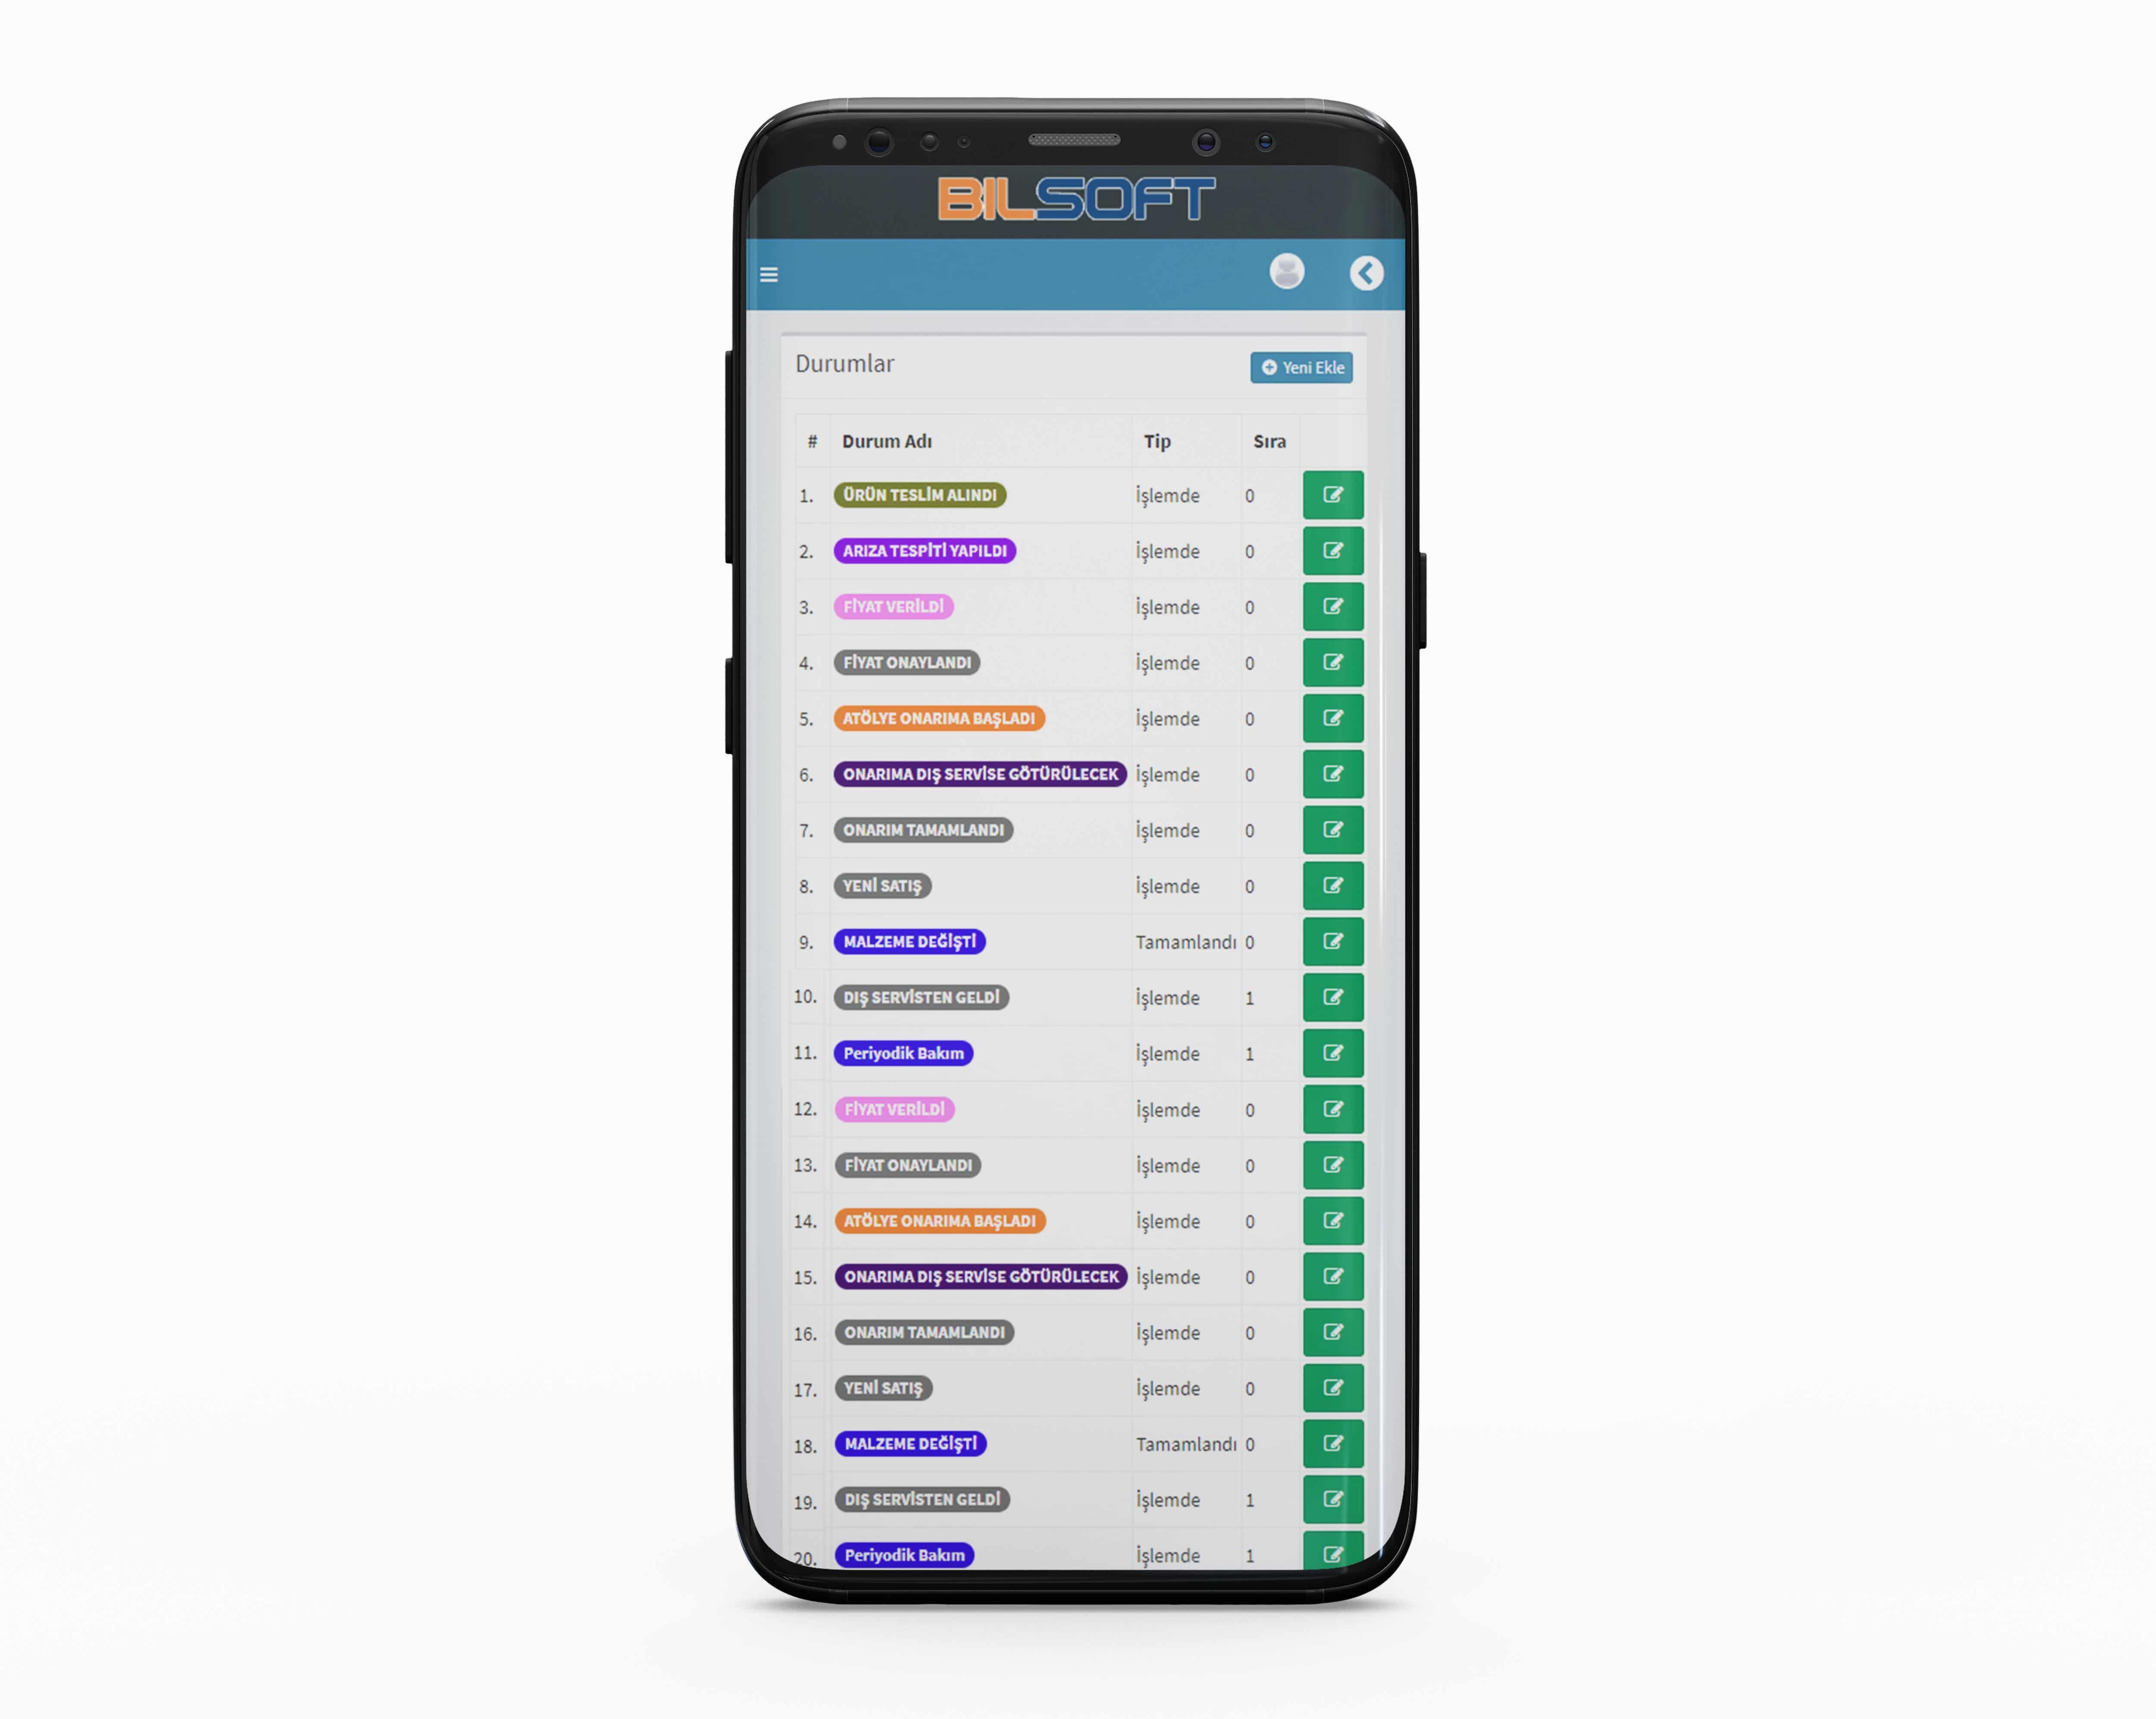 BILSOFT
Durumlar
Yeni Ekle
# Durum Adı Tip Sıra
1. ÜRÜN TESLİM ALINDI İşlemde 0
2. ARIZA TESPİTİ YAPILDI İşlemde 0
3. FİYAT VERİLDİ İşlemde 0
4. FİYAT ONAYLANDI İşlemde 0
5. ATÖLYE ONARIMA BAŞLADI İşlemde 0
6. ONARIMA DIŞ SERVİSE GÖTÜRÜLECEK İşlemde 0
7. ONARIM TAMAMLANDI İşlemde 0
8. YENİ SATIŞ İşlemde 0
9. MALZEME DEĞİŞTİ Tamamlandı 0
10. DIŞ SERVİSTEN GELDİ İşlemde 1
11. Periyodik Bakım İşlemde 1
12. FİYAT VERİLDİ İşlemde 0
13. FİYAT ONAYLANDI İşlemde 0
14. ATÖLYE ONARIMA BAŞLADI İşlemde 0
15. ONARIMA DIŞ SERVİSE GÖTÜRÜLECEK İşlemde 0
16. ONARIM TAMAMLANDI İşlemde 0
17. YENİ SATIŞ İşlemde 0
18. MALZEME DEĞİŞTİ Tamamlandı 0
19. DIŞ SERVİSTEN GELDİ İşlemde 1
20. Periyodik Bakım İşlemde 1